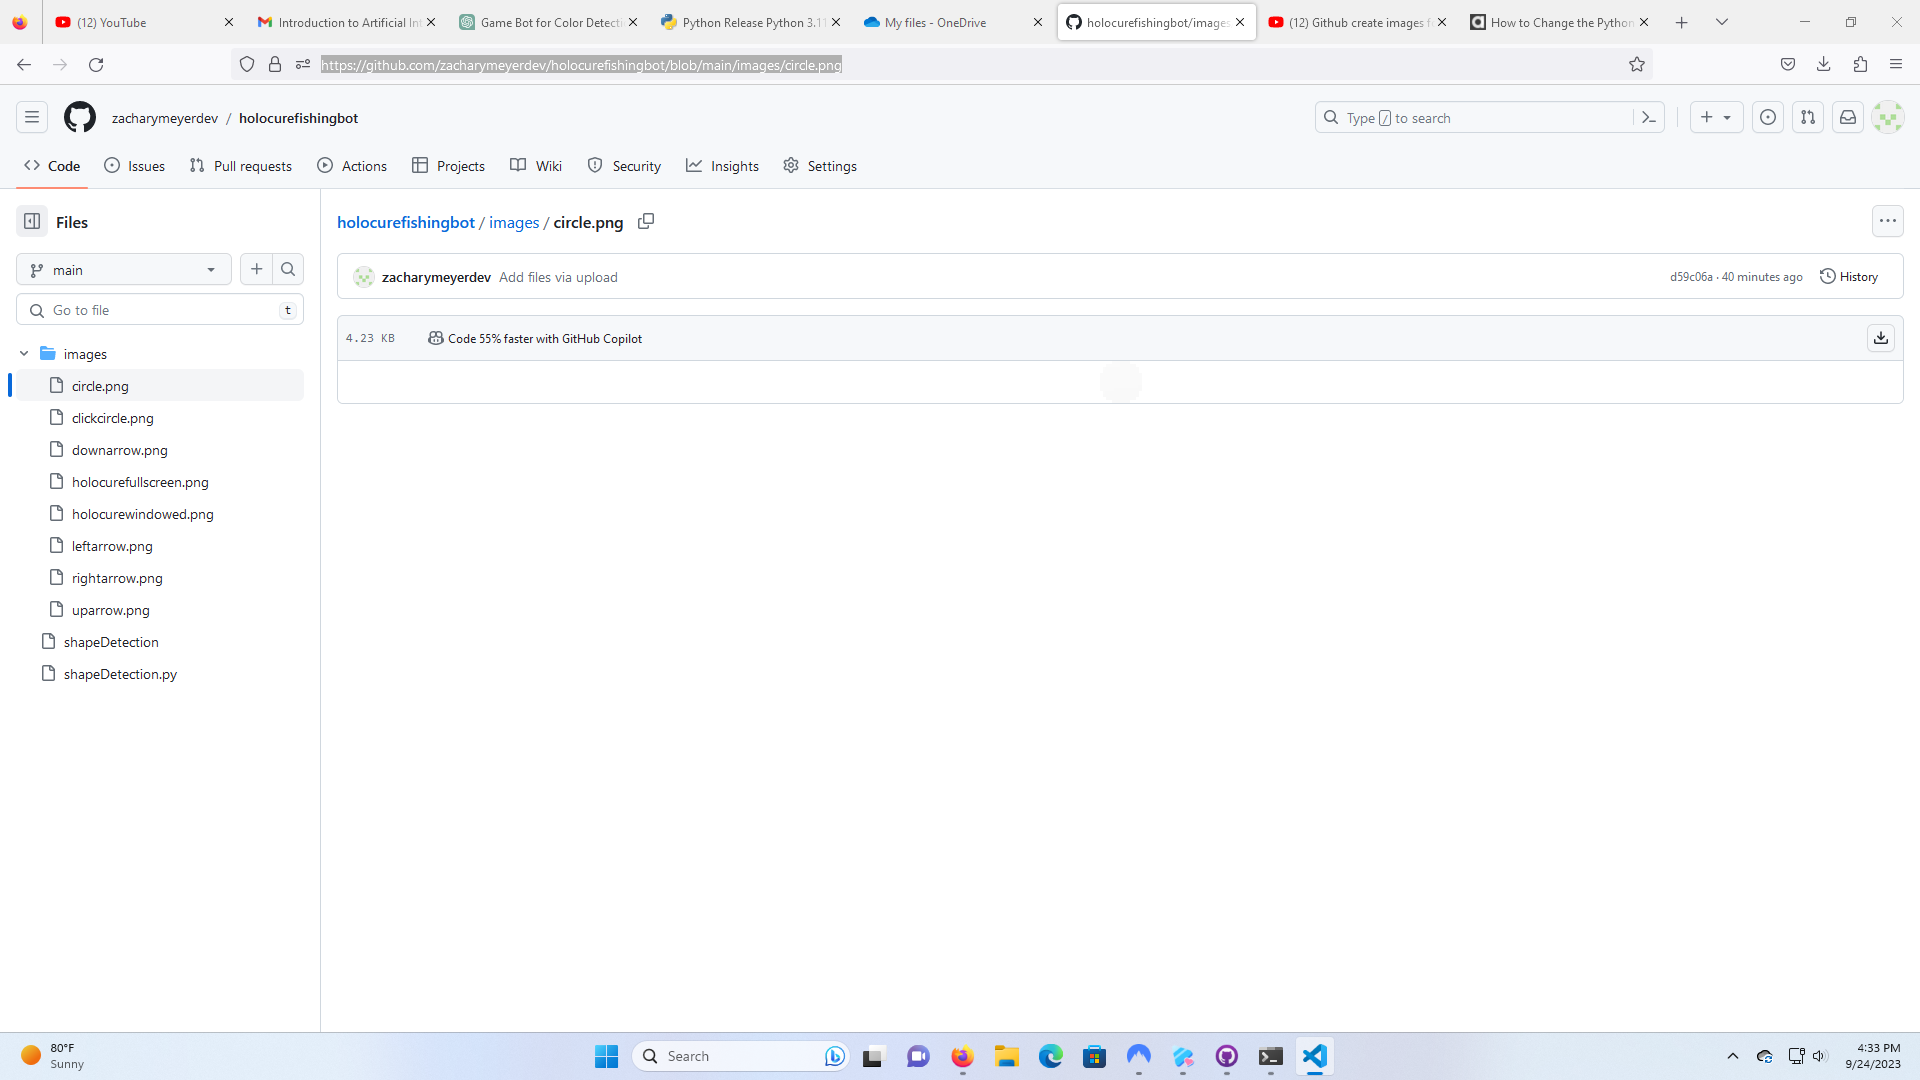 (12) YouTube
Introduction to Artificial Int
Game Bot for Color Detecti
Python Release Python 3.11
My files - OneDrive
holocurefishingbot/images
(12) Github create images f
How to Change the Python
https://github.com/zacharymeyerdev/holocurefishingbot/blob/main/images/circle.png
zacharymeyerdev / holocurefishingbot
Type / to search
Code
Issues
Pull requests
Actions
Projects
Wiki
Security
Insights
Settings
Files
holocurefishingbot / images / circle.png
main
zacharymeyerdev Add files via upload
d59c06a · 40 minutes ago
History
Go to file
t
4.23 KB
Code 55% faster with GitHub Copilot
images
circle.png
clickcircle.png
downarrow.png
holocurefullscreen.png
holocurewindowed.png
leftarrow.png
rightarrow.png
uparrow.png
shapeDetection
shapeDetection.py
80°F
Sunny
Search
4:33 PM
9/24/2023